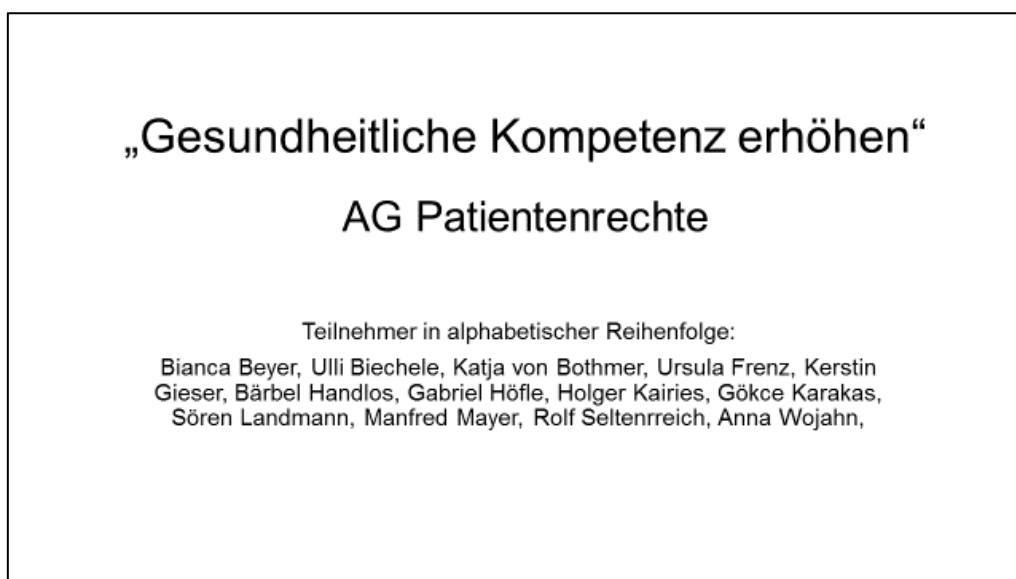 „Gesundheitliche Kompetenz erhöhen“
AG Patientenrechte
Teilnehmer in alphabetischer Reihenfolge:
Bianca Beyer, Ulli Biechele, Katja von Bothmer, Ursula Frenz, Kerstin
Gieser, Bärbel Handlos, Gabriel Höfle, Holger Kairies, Gökce Karakas,
Sören Landmann, Manfred Mayer, Rolf Seltenrreich, Anna Wojahn,